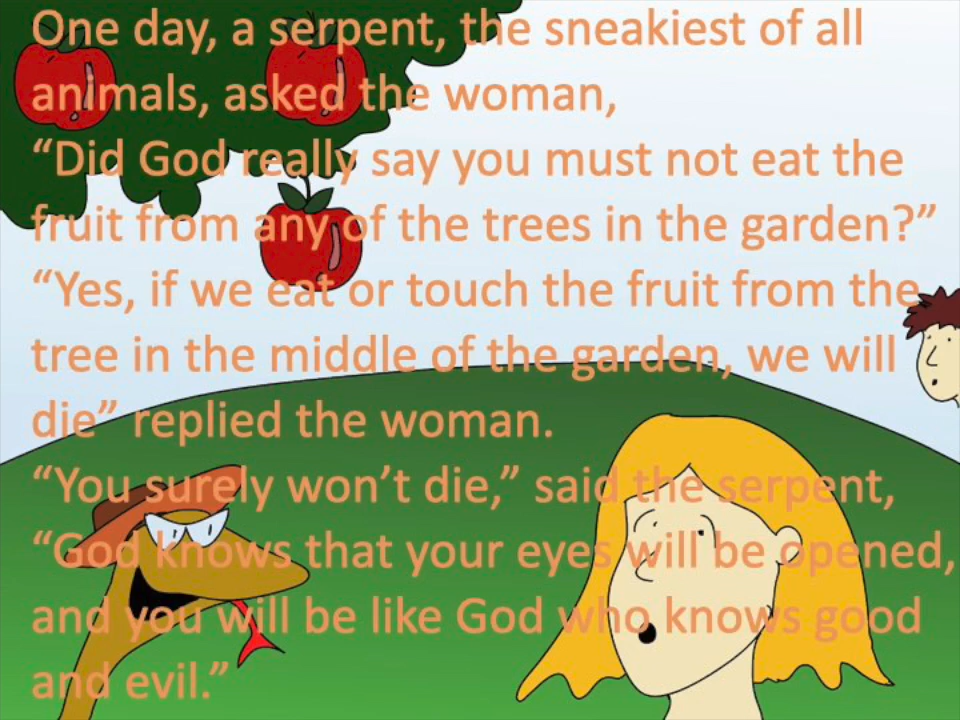 One day, a serpent, the sneakiest of all
animals, asked the woman,
“Did God really say you must not eat the
fruit from any of the trees in the garden?”
“Yes, if we eat or touch the fruit from the
tree in the middle of the garden, we will
die” replied the woman.
“You surely won’t die,” said the serpent,
“God knows that your eyes will be opened,
and you will be like God who knows good
and evil.”